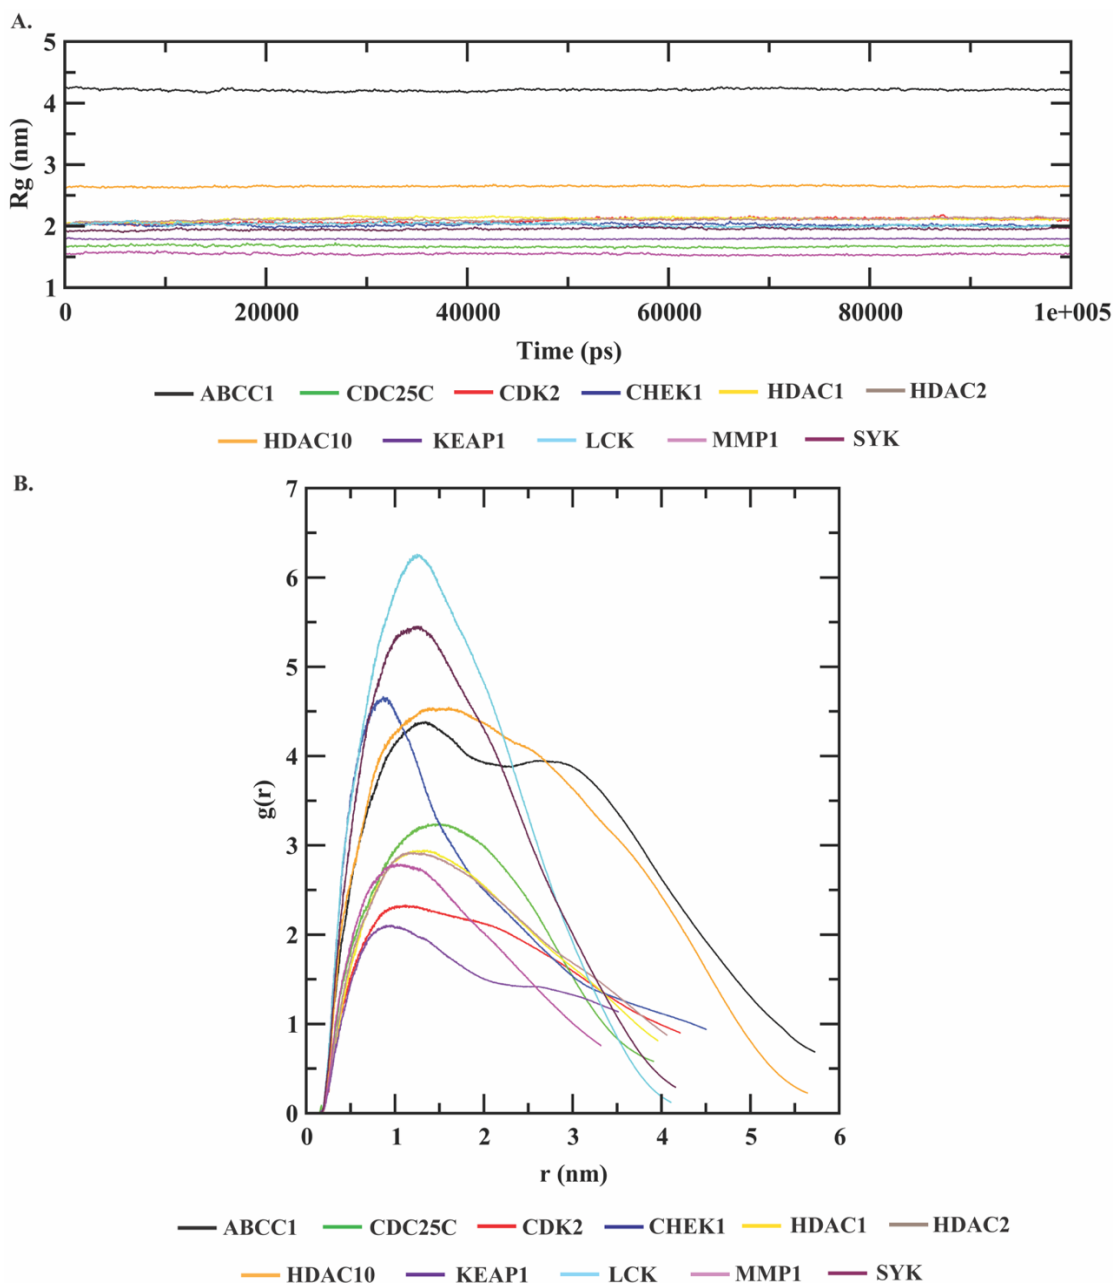 A.
5
4
3
2
1
Rg (nm)
0 20000 40000 60000 80000 1e+005
Time (ps)
ABCC1 CDC25C CDK2 CHEK1 HDAC1 HDAC2
HDAC10 KEAP1 LCK MMP1 SYK
B.
7
6
5
4
3
2
1
0
g(r)
0 1 2 3 4 5 6
r (nm)
ABCC1 CDC25C CDK2 CHEK1 HDAC1 HDAC2
HDAC10 KEAP1 LCK MMP1 SYK